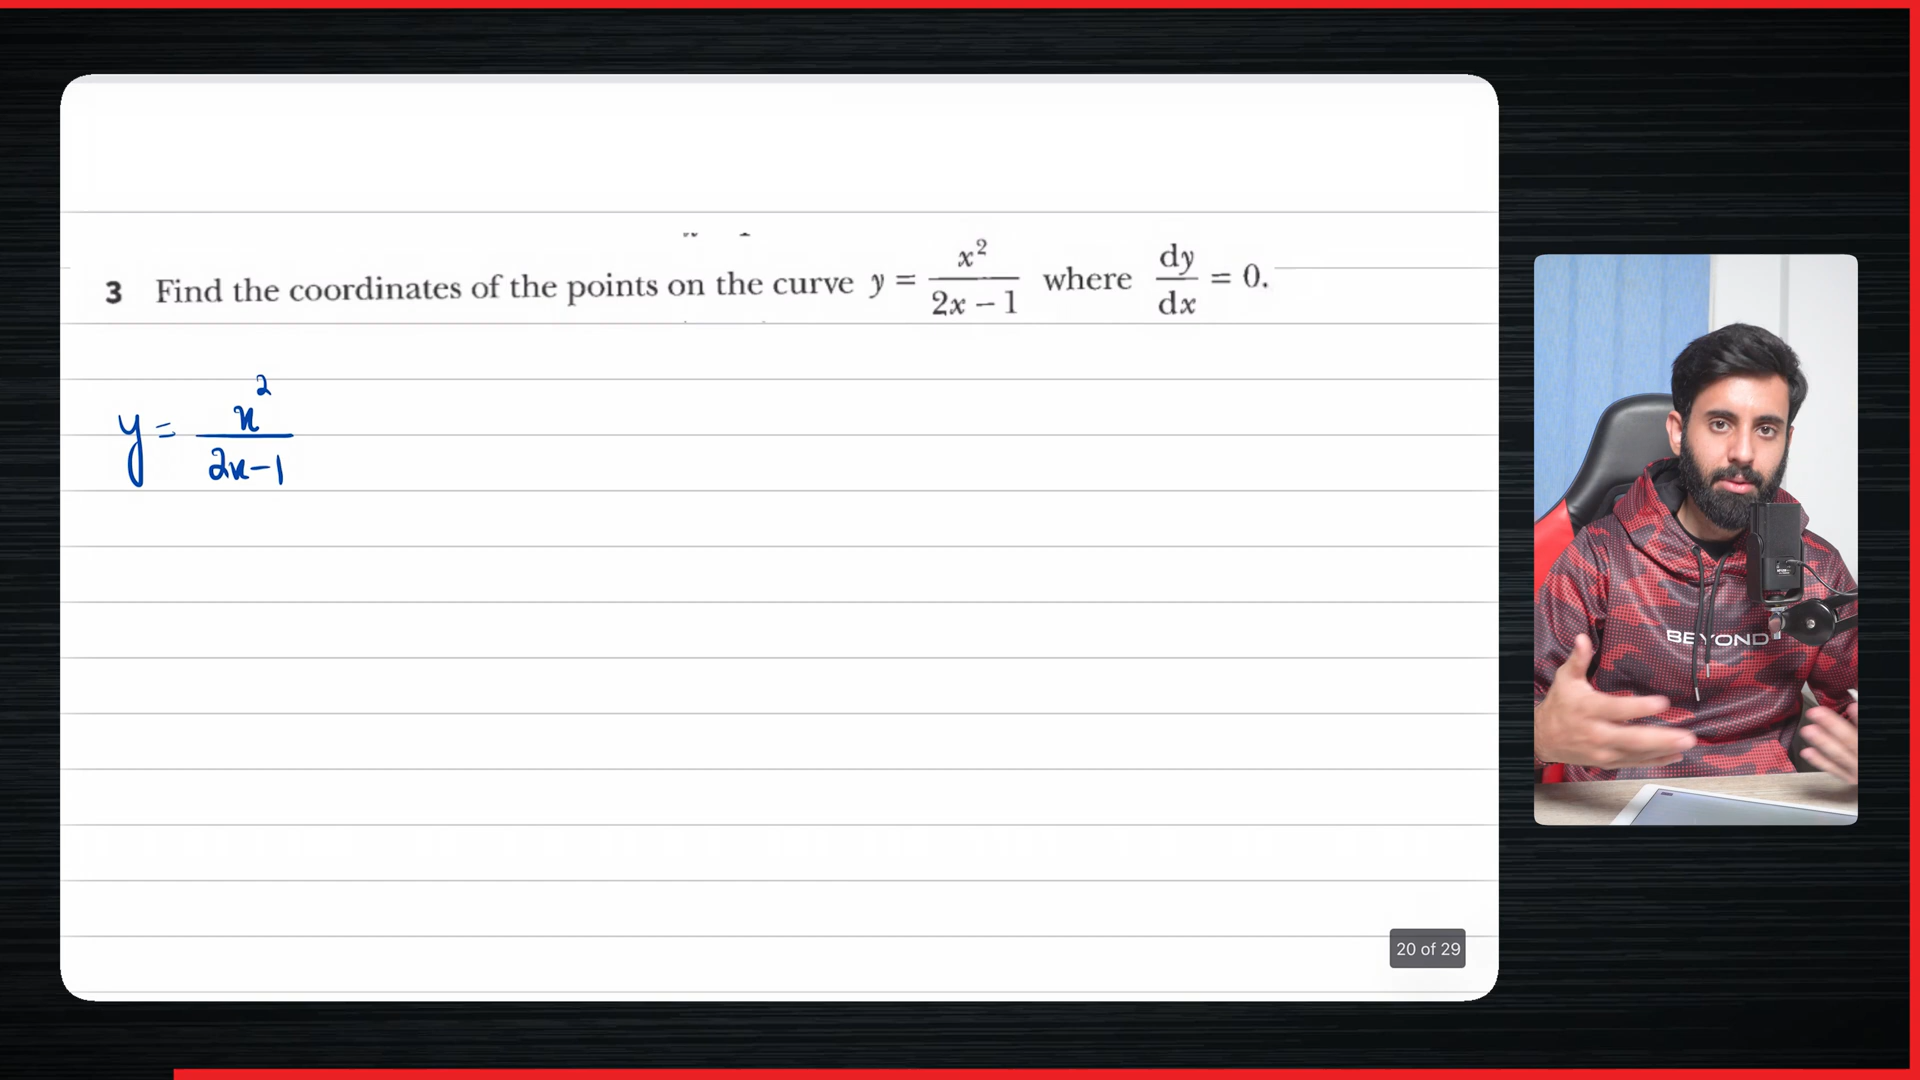 3 Find the coordinates of the points on the curve y = x²/(2x − 1) where dy/dx = 0.
y = x²/(2x−1)
BEYOND
20 of 29